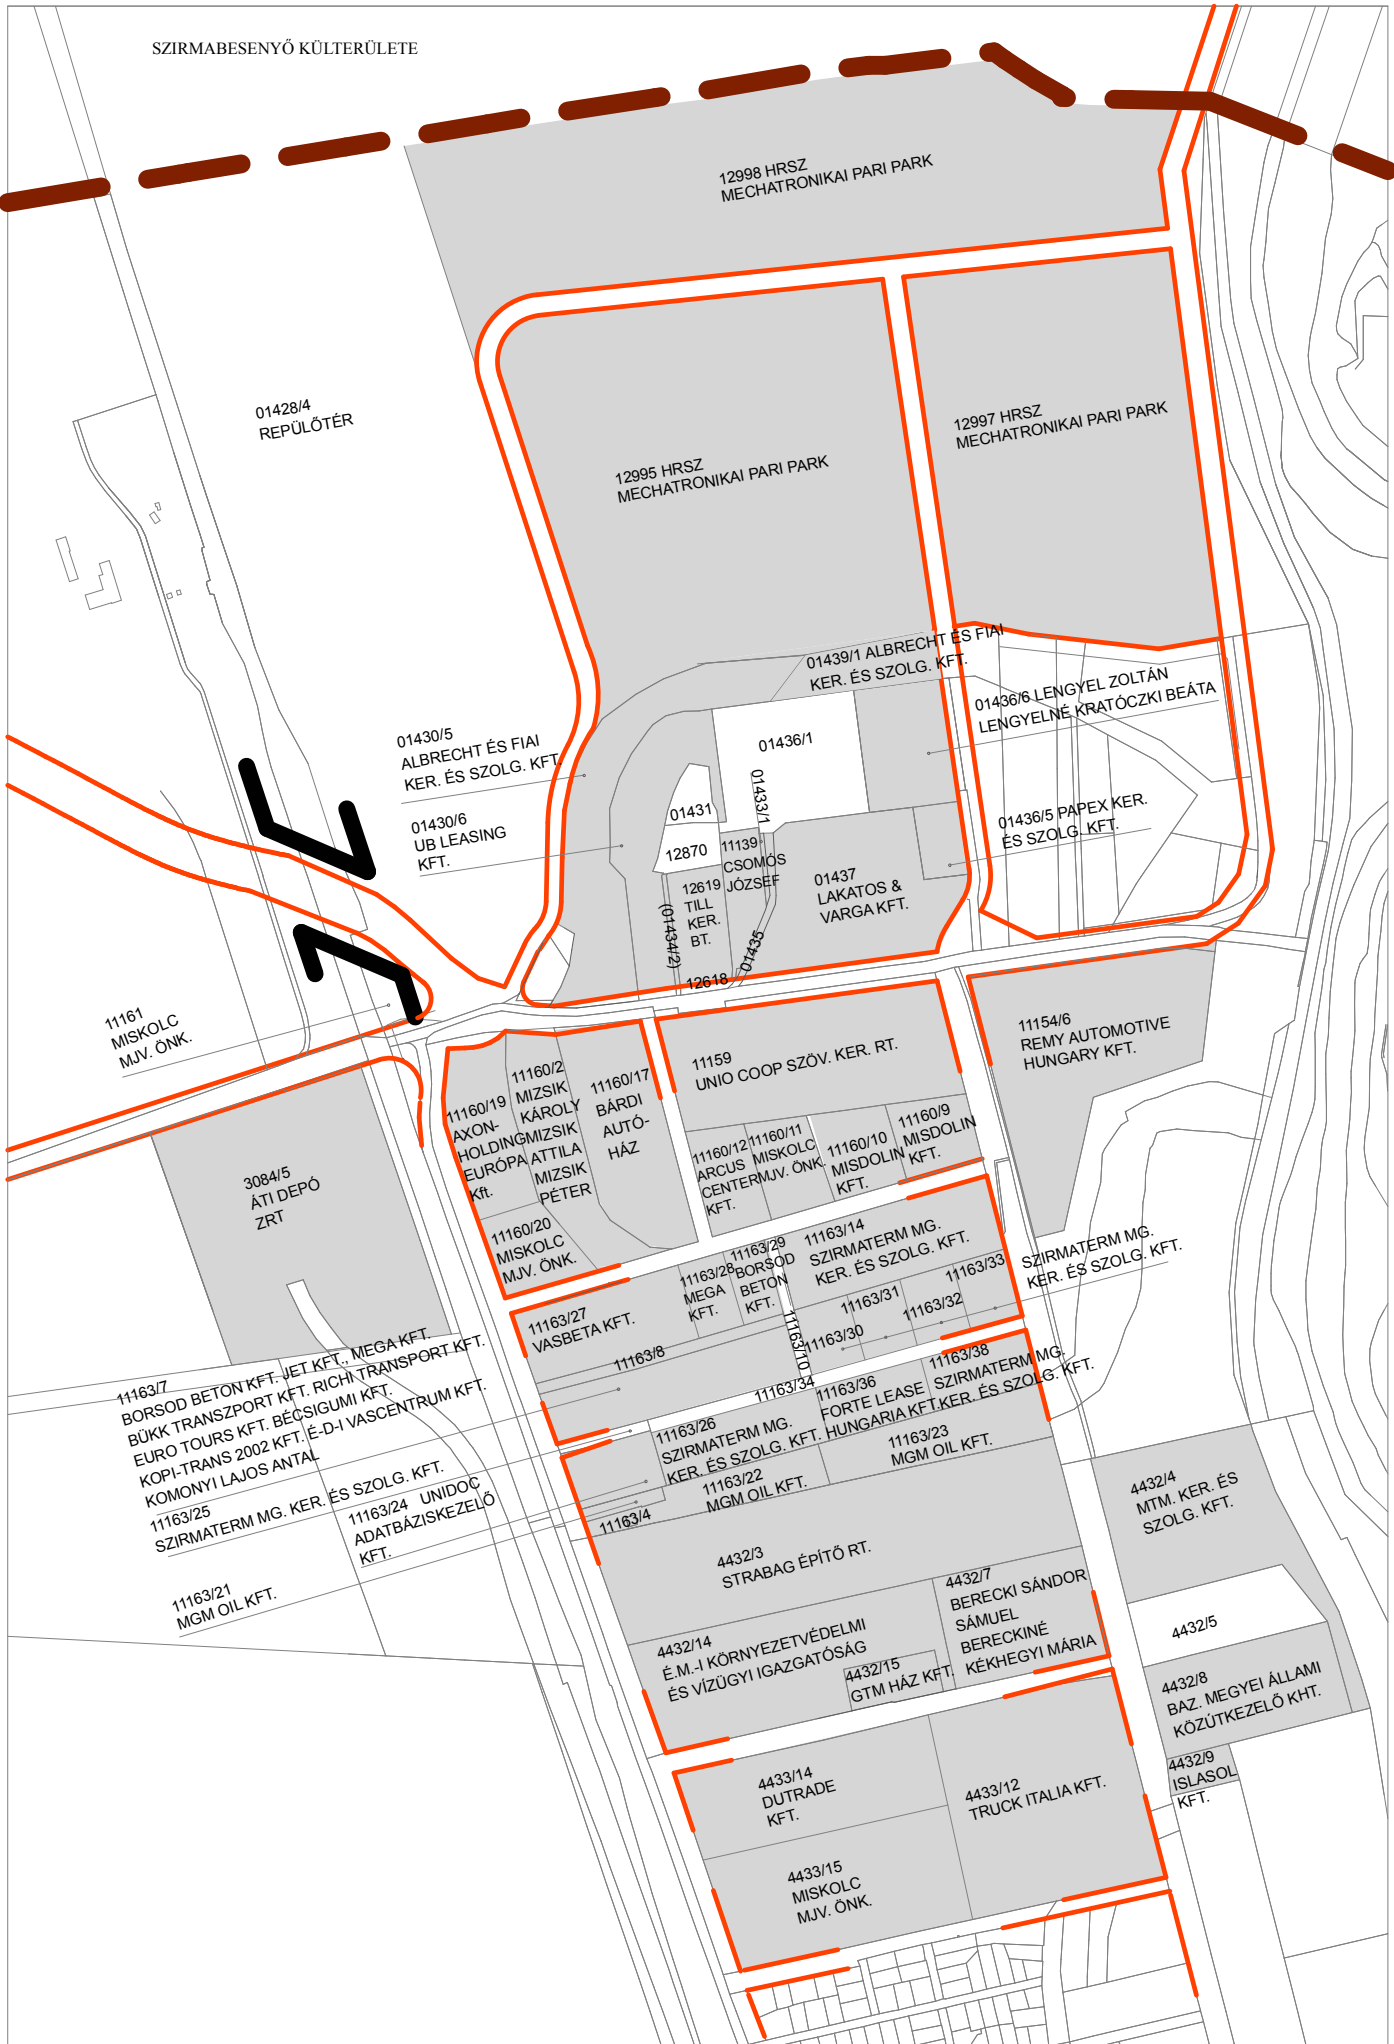 SZIRMABESENYŐ KÜLTERÜLETE
12998 HRSZ
MECHATRONIKAI PARI PARK
01428/4
REPÜLŐTÉR
12997 HRSZ
MECHATRONIKAI PARI PARK
12995 HRSZ
MECHATRONIKAI PARI PARK
01439/1 ALBRECHT ÉS FIAI
KER. ÉS SZOLG. KFT.
01436/6 LENGYEL ZOLTÁN
LENGYELNÉ KRATÓCZKI BEÁTA
01430/5
ALBRECHT ÉS FIAI
KER. ÉS SZOLG. KFT.
01436/1
01433/1
01431
01430/6
UB LEASING
KFT.
01436/5 PAPEX KER.
ÉS SZOLG. KFT.
12870
11139
CSOMÓS
JÓZSEF
12619
TILL
KER.
BT.
01437
LAKATOS &
VARGA KFT.
(01434/2)
01435
12618
11161
MISKOLC
MJV. ÖNK.
11154/6
REMY AUTOMOTIVE
HUNGARY KFT.
11159
UNIO COOP SZÖV. KER. RT.
11160/19
AXON-
HOLDING
EURÓPA
Kft.
11160/2
MIZSIK
KÁROLY
MIZSIK
ATTILA
MIZSIK
PÉTER
11160/17
BÁRDI
AUTÓ-
HÁZ
11160/12
ARCUS
CENTER
KFT.
11160/11
MISKOLC
MJV. ÖNK.
11160/10
MISDOLIN
KFT.
11160/9
MISDOLIN
KFT.
3084/5
ÁTI DEPÓ
ZRT
11160/20
MISKOLC
MJV. ÖNK.
11163/14
SZIRMATERM MG.
KER. ÉS SZOLG. KFT.
11163/29
BORSOD
BETON
KFT.
11163/28
MEGA
KFT.
SZIRMATERM MG.
KER. ÉS SZOLG. KFT.
11163/33
11163/31
11163/32
11163/30
11163/10
11163/27
VASBETA KFT.
11163/8
11163/34
11163/7
BORSOD BETON KFT. JET KFT., MEGA KFT.
BÜKK TRANSZPORT KFT. RICHI TRANSPORT KFT.
EURO TOURS KFT. BÉCSIGUMI KFT.
KOPI-TRANS 2002 KFT. É-D-I VASCENTRUM KFT.
KOMONYI LAJOS ANTAL
11163/38
SZIRMATERM MG.
KER. ÉS SZOLG. KFT.
11163/36
FORTE LEASE
HUNGARIA KFT.
11163/26
SZIRMATERM MG.
KER. ÉS SZOLG. KFT.
11163/23
MGM OIL KFT.
11163/22
MGM OIL KFT.
11163/25
SZIRMATERM MG. KER. ÉS SZOLG. KFT.
11163/24 UNIDOC
ADATBÁZISKEZELŐ
KFT.
11163/4
11163/21
MGM OIL KFT.
4432/4
MTM. KER. ÉS
SZOLG. KFT.
4432/3
STRABAG ÉPÍTŐ RT.
4432/7
BERECKI SÁNDOR
SÁMUEL
BERECKINÉ
KÉKHEGYI MÁRIA
4432/5
4432/14
É.M.-I KÖRNYEZETVÉDELMI
ÉS VÍZÜGYI IGAZGATÓSÁG
4432/15
GTM HÁZ KFT.
4432/8
BAZ. MEGYEI ÁLLAMI
KÖZÚTKEZELŐ KHT.
4432/9
ISLASOL
KFT.
4433/14
DUTRADE
KFT.
4433/12
TRUCK ITALIA KFT.
4433/15
MISKOLC
MJV. ÖNK.